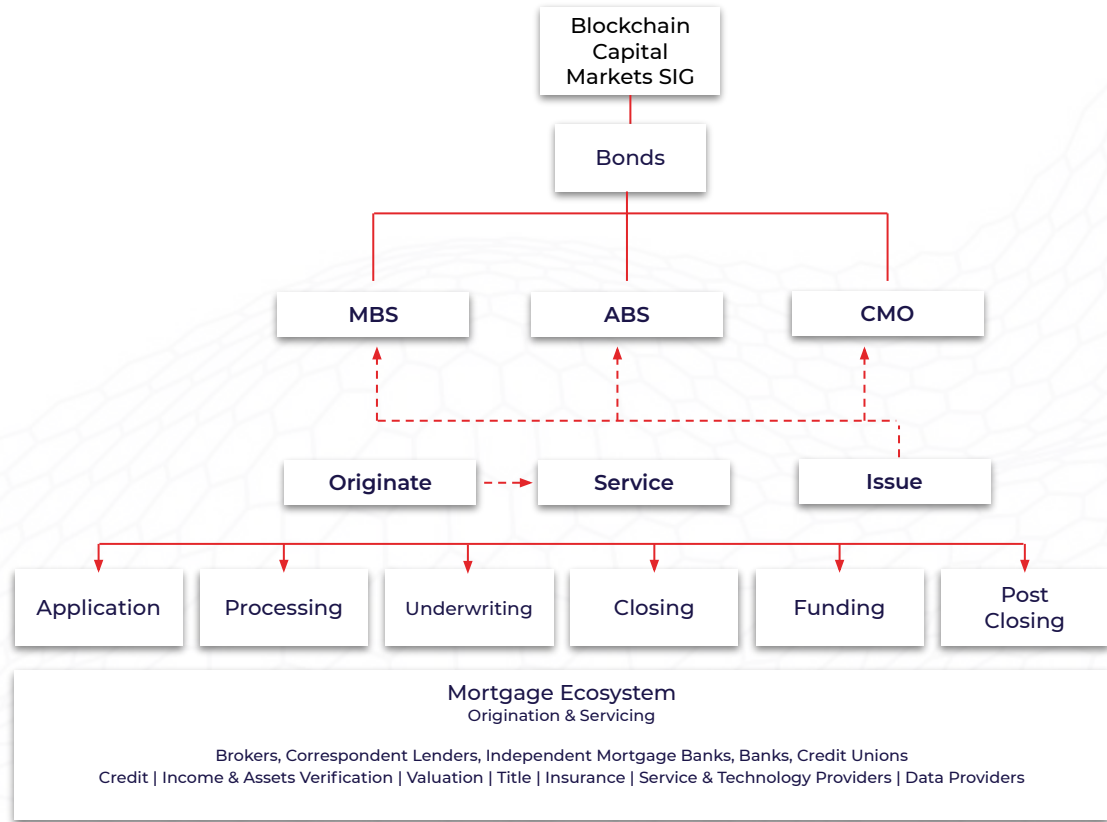 Blockchain
Capital
Markets SIG
Bonds
MBS
ABS
CMO
Originate
Service
Issue
Application
Processing
Underwriting
Closing
Funding
Post
Closing
Mortgage Ecosystem
Origination & Servicing
Brokers, Correspondent Lenders, Independent Mortgage Banks, Banks, Credit Unions
Credit | Income & Assets Verification | Valuation | Title | Insurance | Service & Technology Providers | Data Providers